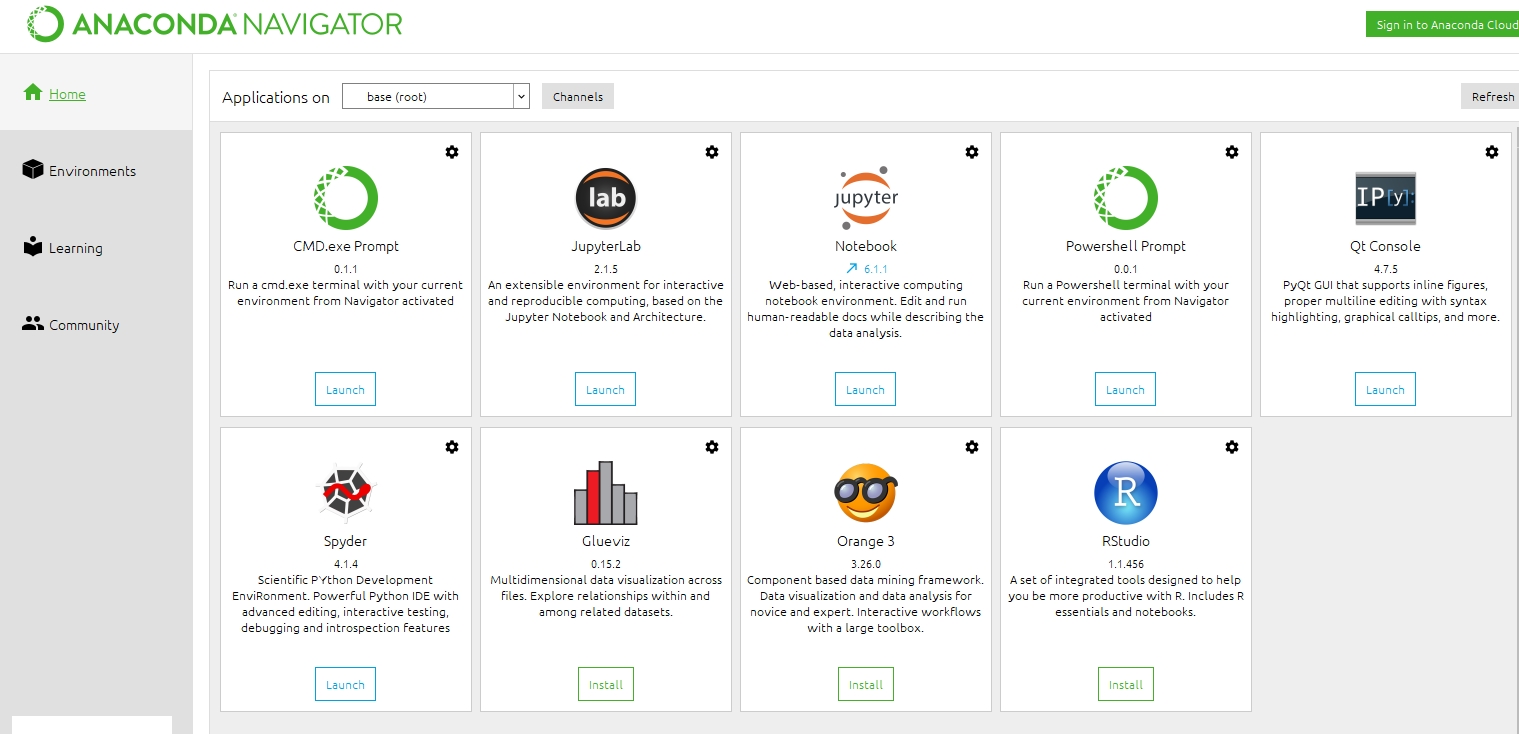 ANACONDA NAVIGATOR
Sign in to Anaconda Cloud
Home
Environments
Learning
Community
Applications on
base (root)
Channels
Refresh
CMD.exe Prompt
0.1.1
Run a cmd.exe terminal with your current
environment from Navigator activated
Launch
lab
JupyterLab
2.1.5
An extensible environment for interactive
and reproducible computing, based on the
Jupyter Notebook and Architecture.
Launch
jupyter
Notebook
6.1.1
Web-based, interactive computing
notebook environment. Edit and run
human-readable docs while describing the
data analysis.
Launch
Powershell Prompt
0.0.1
Run a Powershell terminal with your
current environment from Navigator
activated
Launch
IP[y]:
Qt Console
4.7.5
PyQt GUI that supports inline figures,
proper multiline editing with syntax
highlighting, graphical calltips, and more.
Launch
Spyder
4.1.4
Scientific PYthon Development
EnviRonment. Powerful Python IDE with
advanced editing, interactive testing,
debugging and introspection features
Launch
Glueviz
0.15.2
Multidimensional data visualization across
files. Explore relationships within and
among related datasets.
Install
Orange 3
3.26.0
Component based data mining framework.
Data visualization and data analysis for
novice and expert. Interactive workflows
with a large toolbox.
Install
R
RStudio
1.1.456
A set of integrated tools designed to help
you be more productive with R. Includes R
essentials and notebooks.
Install